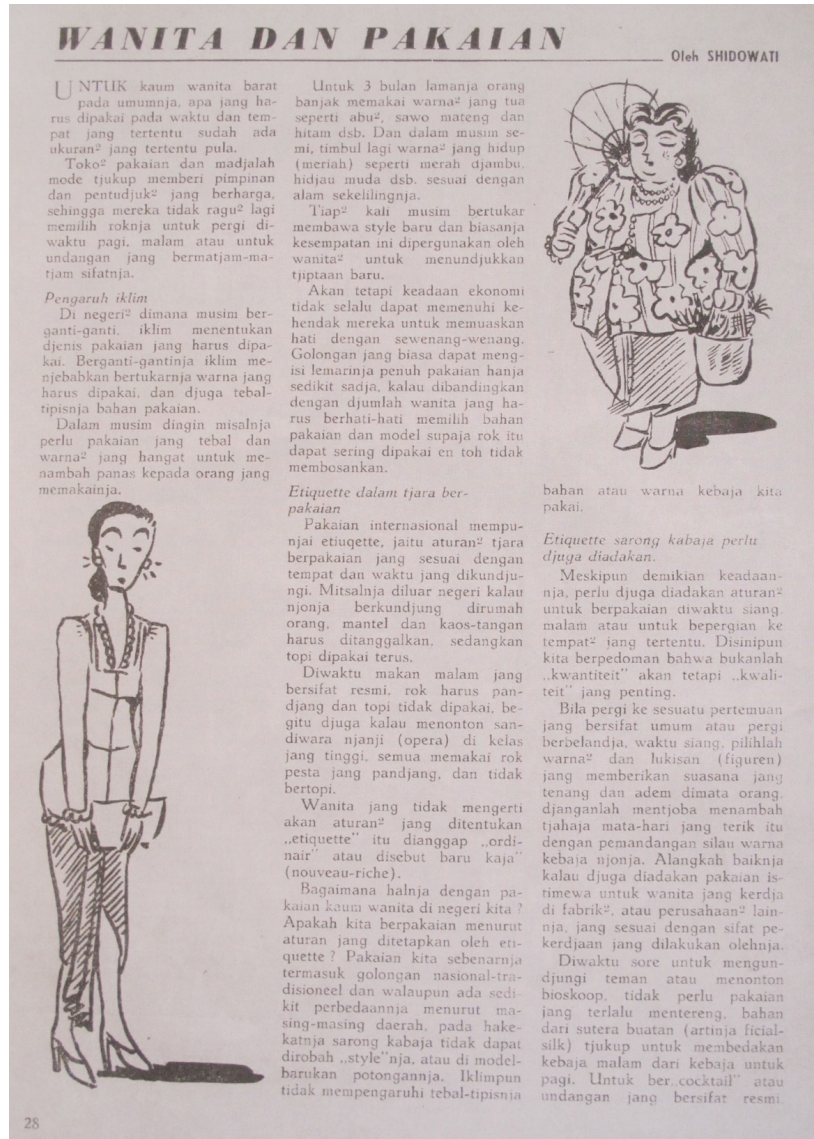 WANITA DAN PAKAIAN
Oleh SHIDOWATI
UNTUK kaum wanita barat
pada umumnja, apa jang ha-
rus dipakai pada waktu dan tem-
pat jang tertentu sudah ada
ukuran² jang tertentu pula.
Toko² pakaian dan madjalah
mode tjukup memberi pimpinan
dan pentudjuk² jang berharga,
sehingga mereka tidak ragu² lagi
memilih roknja untuk pergi di-
waktu pagi, malam atau untuk
undangan jang bermatjam-ma-
tjam sifatnja.
Pengaruh iklim
Di negeri² dimana musim ber-
ganti-ganti, iklim menentukan
djenis pakaian jang harus dipa-
kai. Berganti-gantinja iklim me-
njebabkan bertukarnja warna jang
harus dipakai, dan djuga tebal-
tipisnja bahan pakaian.
Dalam musim dingin misalnja
perlu pakaian jang tebal dan
warna² jang hangat untuk me-
nambah panas kepada orang jang
memakainja.
Untuk 3 bulan lamanja orang
banjak memakai warna² jang tua
seperti abu², sawo mateng dan
hitam dsb. Dan dalam musim se-
mi, timbul lagi warna² jang hidup
(meriah) seperti merah djambu,
hidjau muda dsb. sesuai dengan
alam sekelilingnja.
Tiap² kali musim bertukar
membawa style baru dan biasanja
kesempatan ini dipergunakan oleh
wanita² untuk menundjukkan
tjiptaan baru.
Akan tetapi keadaan ekonomi
tidak selalu dapat memenuhi ke-
hendak mereka untuk memuaskan
hati dengan sewenang-wenang.
Golongan jang biasa dapat meng-
isi lemarinja penuh pakaian hanja
sedikit sadja, kalau dibandingkan
dengan djumlah wanita jang ha-
rus berhati-hati memilih bahan
pakaian dan model supaja rok itu
dapat sering dipakai en toh tidak
membosankan.
Etiquette dalam tjara ber-
pakaian
Pakaian internasional mempu-
njai etiuqette, jaitu aturan² tjara
berpakaian jang sesuai dengan
tempat dan waktu jang dikundju-
ngi. Mitsalnja diluar negeri kalau
njonja berkundjung dirumah
orang, mantel dan kaos-tangan
harus ditanggalkan, sedangkan
topi dipakai terus.
Diwaktu makan malam jang
bersifat resmi, rok harus pan-
djang dan topi tidak dipakai, be-
gitu djuga kalau menonton san-
diwara njanji (opera) di kelas
jang tinggi, semua memakai rok
pesta jang pandjang, dan tidak
bertopi.
Wanita jang tidak mengerti
akan aturan² jang ditentukan
„etiquette” itu dianggap „ordi-
nair” atau disebut baru kaja”
(nouveau-riche).
Bagaimana halnja dengan pa-
kaian kaum wanita di negeri kita ?
Apakah kita berpakaian menurut
aturan jang ditetapkan oleh eti-
quette ? Pakaian kita sebenarnja
termasuk golongan nasional-tra-
disioneel dan walaupun ada sedi-
kit perbedaannja menurut ma-
sing-masing daerah, pada hake-
katnja sarong kabaja tidak dapat
dirobah „style”nja, atau di model-
barukan potongannja. Iklimpun
tidak mempengaruhi tebal-tipisnja
bahan atau warna kebaja kita
pakai.
Etiquette sarong kabaja perlu
djuga diadakan.
Meskipun demikian keadaan-
nja, perlu djuga diadakan aturan²
untuk berpakaian diwaktu siang.
malam atau untuk bepergian ke
tempat² jang tertentu. Disinipun
kita berpedoman bahwa bukanlah
„kwantiteit” akan tetapi „kwali-
teit” jang penting.
Bila pergi ke sesuatu pertemuan
jang bersifat umum atau pergi
berbelandja, waktu siang, pilihlah
warna² dan lukisan (figuren)
jang memberikan suasana jang
tenang dan adem dimata orang.
djanganlah mentjoba menambah
tjahaja mata-hari jang terik itu
dengan pemandangan silau warna
kebaja njonja. Alangkah baiknja
kalau djuga diadakan pakaian is-
timewa untuk wanita jang kerdja
di fabrik², atau perusahaan² lain-
nja, jang sesuai dengan sifat pe-
kerdjaan jang dilakukan olehnja.
Diwaktu sore untuk mengun-
djungi teman atau menonton
bioskoop, tidak perlu pakaian
jang terlalu mentereng, bahan
dari sutera buatan (artinja ficial-
silk) tjukup untuk membedakan
kebaja malam dari kebaja untuk
pagi. Untuk ber„cocktail” atau
undangan jang bersifat resmi
28